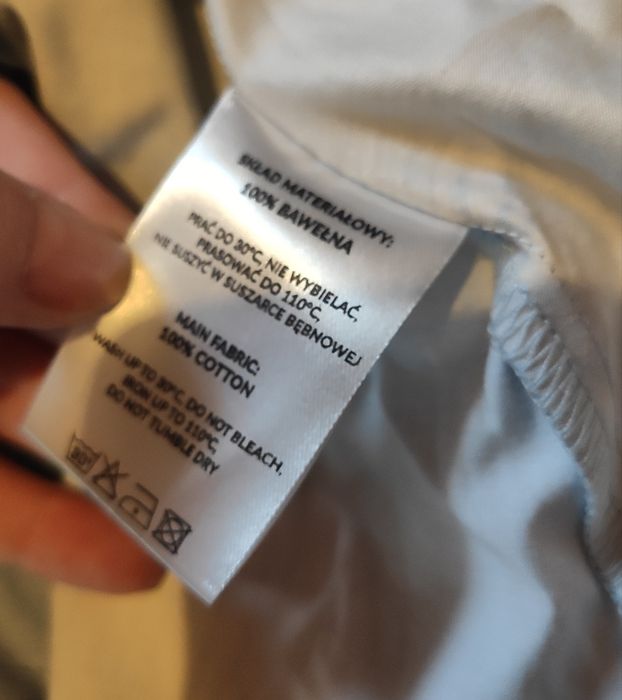 SKŁAD MATERIAŁOWY:
100% BAWEŁNA
PRAĆ DO 30°C, NIE WYBIELAĆ,
PRASOWAĆ DO 110°C,
NIE SUSZYĆ W SUSZARCE BĘBNOWEJ
MAIN FABRIC:
100% COTTON
WASH UP TO 30°C, DO NOT BLEACH,
IRON UP TO 110°C,
DO NOT TUMBLE DRY
30°